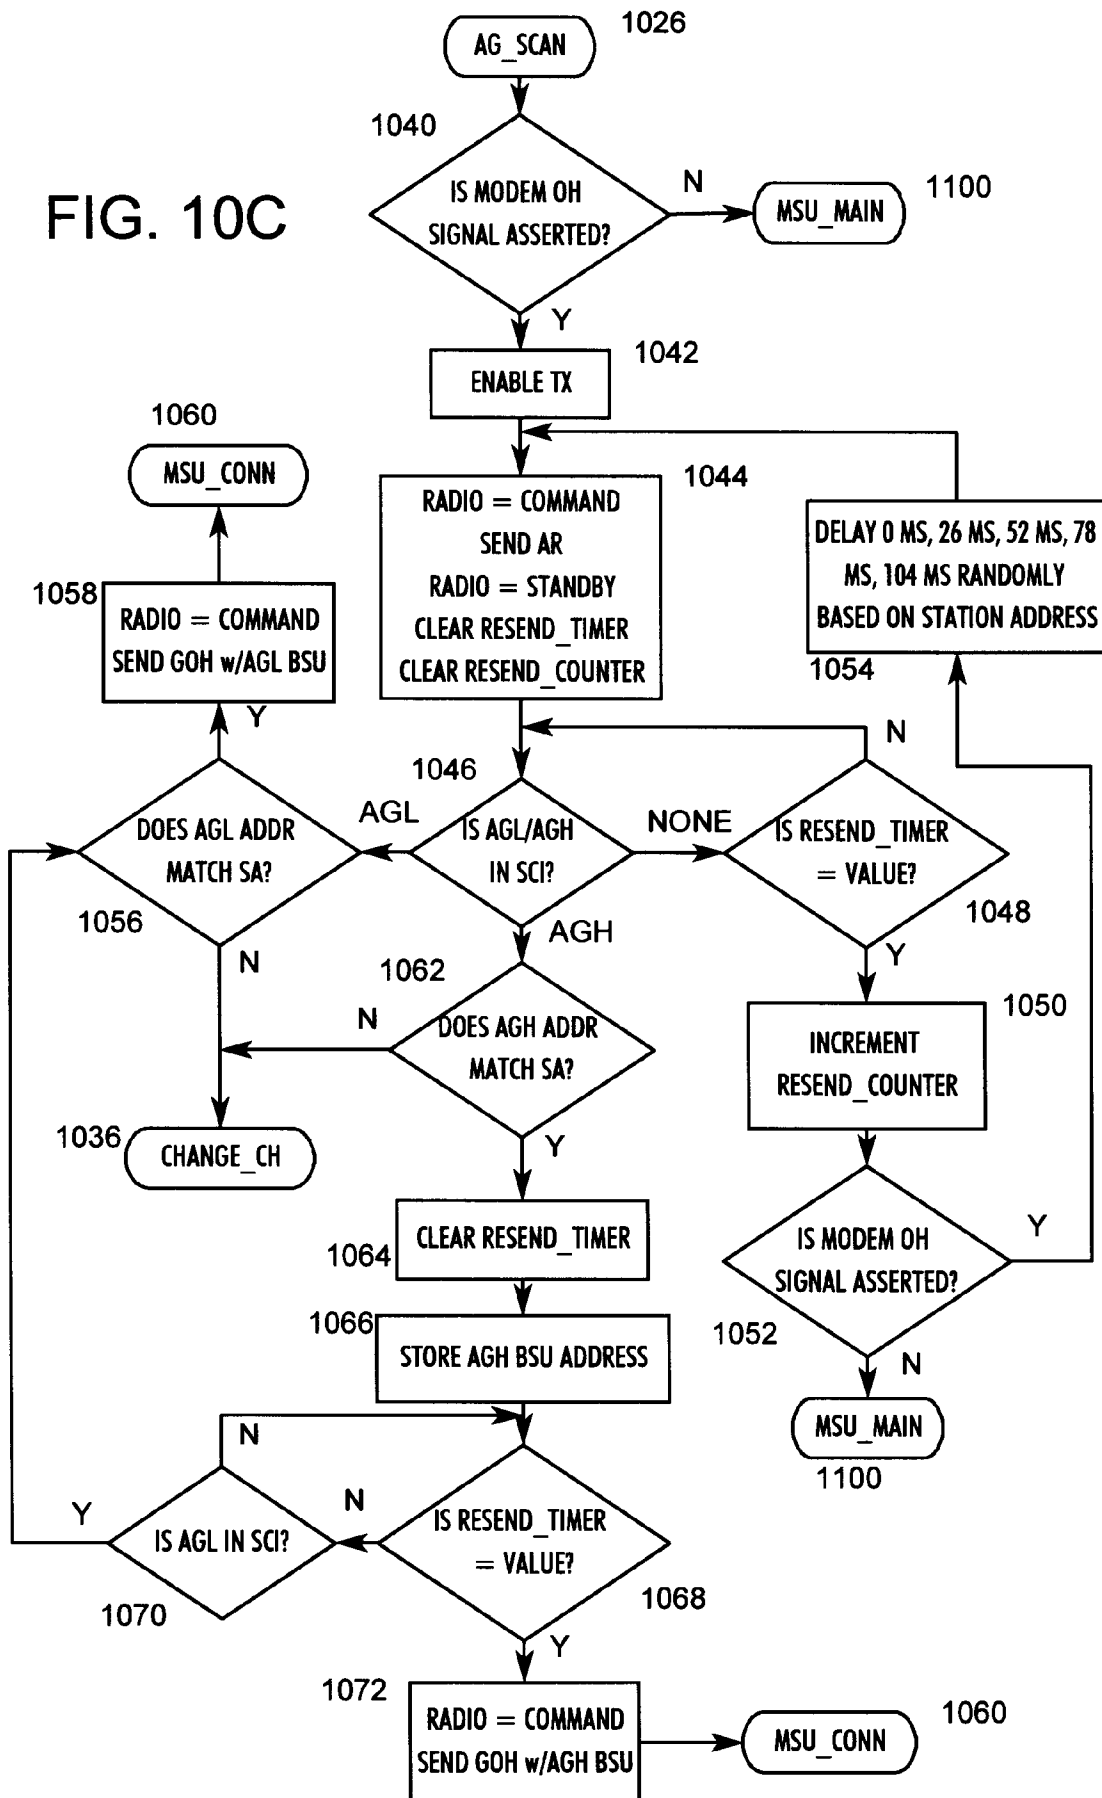 AG_SCAN
1026
1040
IS MODEM OH
SIGNAL ASSERTED?
N
MSU_MAIN
1100
FIG. 10C
Y
ENABLE TX
1042
1060
MSU_CONN
RADIO = COMMAND
SEND AR
RADIO = STANDBY
CLEAR RESEND_TIMER
CLEAR RESEND_COUNTER
1044
DELAY 0 MS, 26 MS, 52 MS, 78
MS, 104 MS RANDOMLY
BASED ON STATION ADDRESS
1054
1058
RADIO = COMMAND
SEND GOH w/AGL BSU
Y
DOES AGL ADDR
MATCH SA?
1056
N
AGL
1046
IS AGL/AGH
IN SCI?
NONE
AGH
N
IS RESEND_TIMER
= VALUE?
1048
Y
1062
DOES AGH ADDR
MATCH SA?
N
Y
INCREMENT
RESEND_COUNTER
1050
1036
CHANGE_CH
CLEAR RESEND_TIMER
1064
IS MODEM OH
SIGNAL ASSERTED?
Y
1052
N
MSU_MAIN
1100
1066
STORE AGH BSU ADDRESS
N
Y
IS AGL IN SCI?
1070
N
IS RESEND_TIMER
= VALUE?
1068
Y
1072
RADIO = COMMAND
SEND GOH w/AGH BSU
MSU_CONN
1060